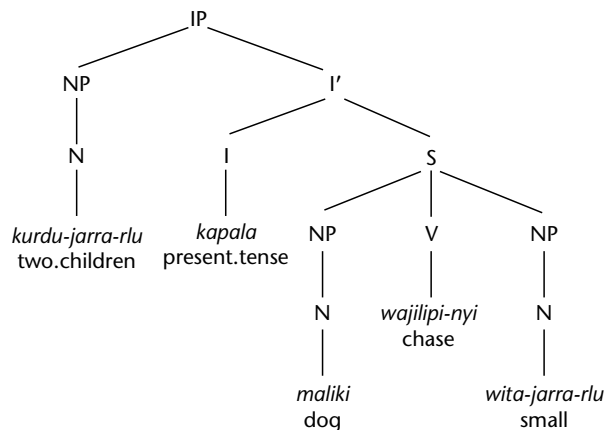 IP
NP I′
N I S
kurdu-jarra-rlu kapala NP V NP
two.children present.tense
N wajilipi-nyi N
chase
maliki wita-jarra-rlu
dog small